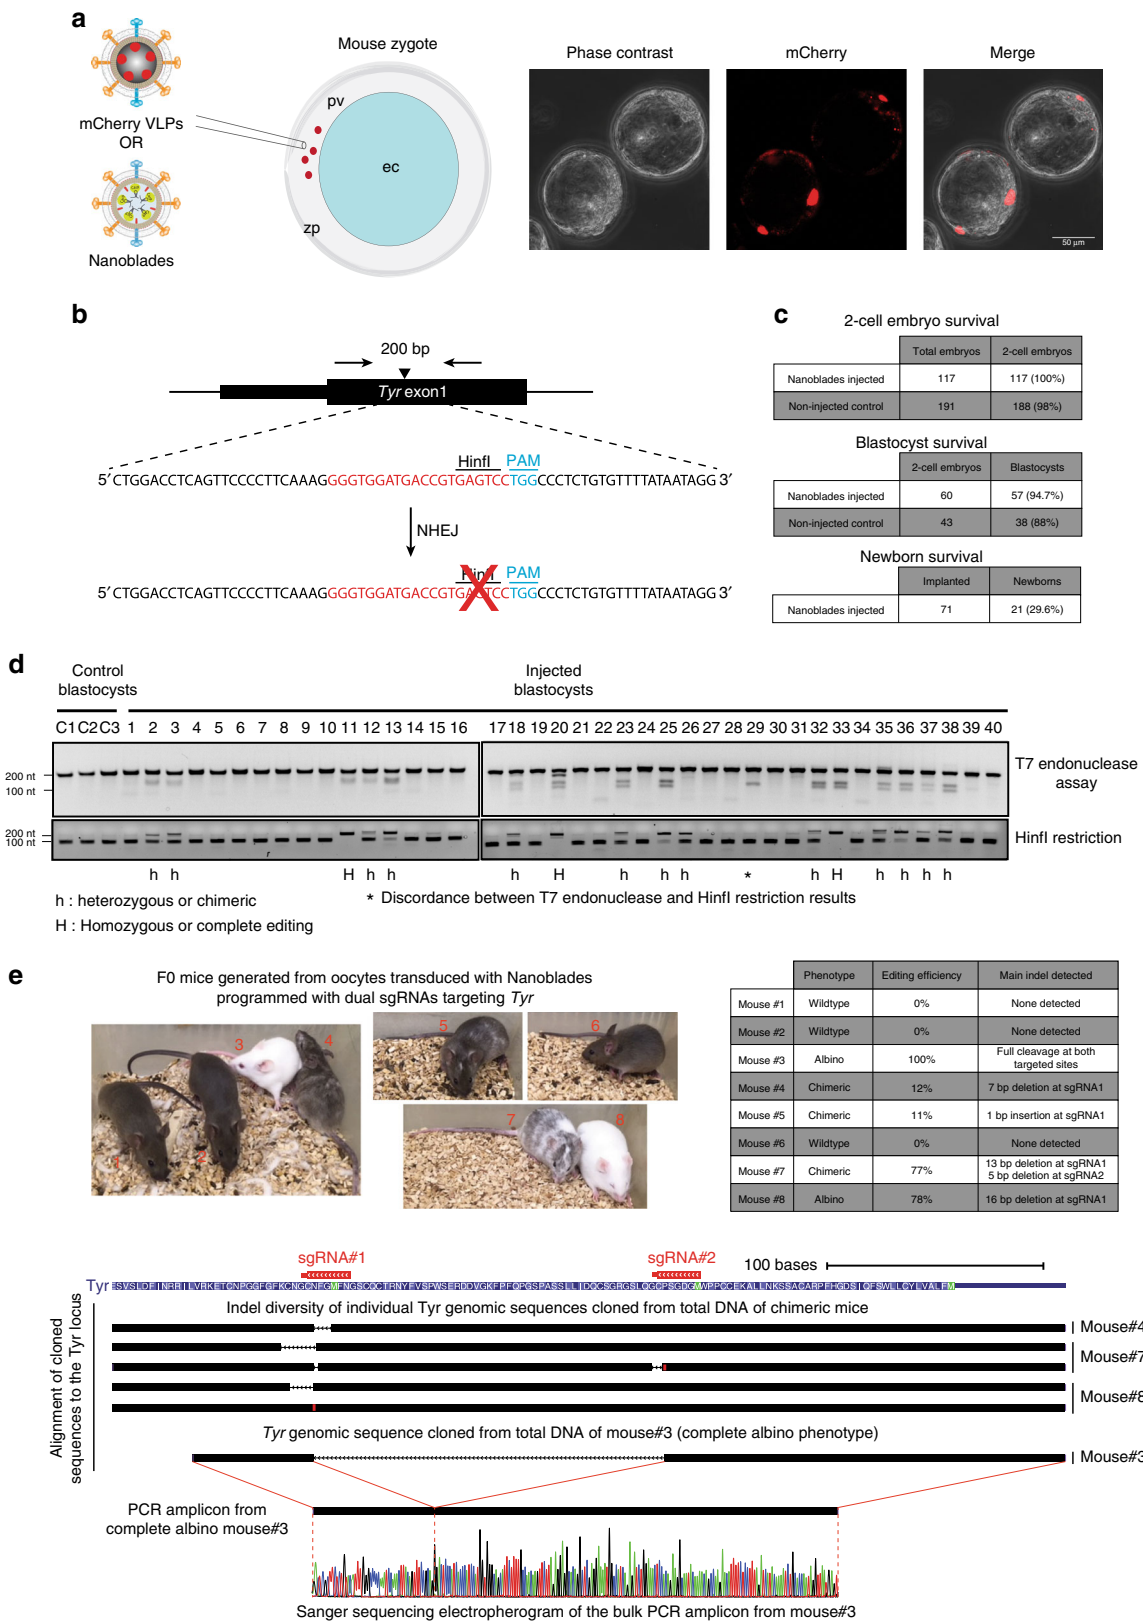 a
mCherry VLPs
OR
Nanoblades
Mouse zygote
pv
ec
zp
Phase contrast
mCherry
Merge
50 µm
b
200 bp
Tyr exon1
HinfI PAM
5′ CTGGACCTCAGTTCCCCTTCAAAGGGGTGGATGACCGTGAGTCCTGGCCCTCTGTGTTTTATAATAGG 3′
NHEJ
HinfI PAM
5′ CTGGACCTCAGTTCCCCTTCAAAGGGGTGGATGACCGTGAGTCCTGGCCCTCTGTGTTTTATAATAGG 3′
c
2-cell embryo survival
Total embryos 2-cell embryos
Nanoblades injected 117 117 (100%)
Non-injected control 191 188 (98%)
Blastocyst survival
2-cell embryos Blastocysts
Nanoblades injected 60 57 (94.7%)
Non-injected control 43 38 (88%)
Newborn survival
Implanted Newborns
Nanoblades injected 71 21 (29.6%)
d
Control
blastocysts
Injected
blastocysts
C1 C2 C3 1 2 3 4 5 6 7 8 9 10 11 12 13 14 15 16 17 18 19 20 21 22 23 24 25 26 27 28 29 30 31 32 33 34 35 36 37 38 39 40
200 nt
100 nt
T7 endonuclease
assay
200 nt
100 nt
HinfI restriction
h h H h h h H h h h * h H h h h h
h : heterozygous or chimeric
* Discordance between T7 endonuclease and HinfI restriction results
H : Homozygous or complete editing
e
F0 mice generated from oocytes transduced with Nanoblades
programmed with dual sgRNAs targeting Tyr
1
2
3
4
5
6
7
8
Phenotype Editing efficiency Main indel detected
Mouse #1 Wildtype 0% None detected
Mouse #2 Wildtype 0% None detected
Mouse #3 Albino 100% Full cleavage at both targeted sites
Mouse #4 Chimeric 12% 7 bp deletion at sgRNA1
Mouse #5 Chimeric 11% 1 bp insertion at sgRNA1
Mouse #6 Wildtype 0% None detected
Mouse #7 Chimeric 77% 13 bp deletion at sgRNA1 5 bp deletion at sgRNA2
Mouse #8 Albino 78% 16 bp deletion at sgRNA1
sgRNA#1
sgRNA#2
100 bases
Tyr
Indel diversity of individual Tyr genomic sequences cloned from total DNA of chimeric mice
Alignment of cloned
sequences to the Tyr locus
Mouse#4
Mouse#7
Mouse#8
Tyr genomic sequence cloned from total DNA of mouse#3 (complete albino phenotype)
Mouse#3
PCR amplicon from
complete albino mouse#3
Sanger sequencing electropherogram of the bulk PCR amplicon from mouse#3